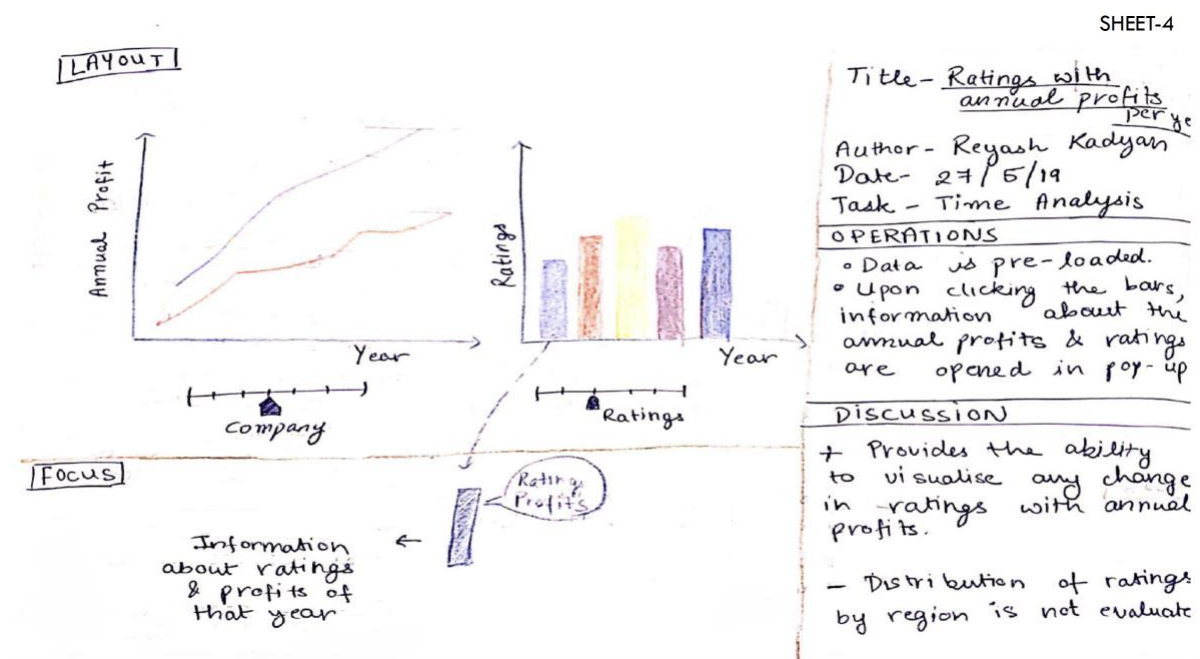 SHEET-4
LAYOUT
Annual Profit
Year
Company
Ratings
Year
Ratings
FOCUS
Rating
Profits
Information
about ratings
& profits of
that year
Title- Ratings with
annual profits
per ye
Author- Reyash Kadyan
Date- 27/5/19
Task - Time Analysis
OPERATIONS
◦ Data is pre-loaded.
◦ Upon clicking the bars,
information about the
annual profits & ratings
are opened in pop-up
DISCUSSION
+ Provides the ability
to visualise any change
in ratings with annual
profits.
- Distribution of ratings
by region is not evaluate